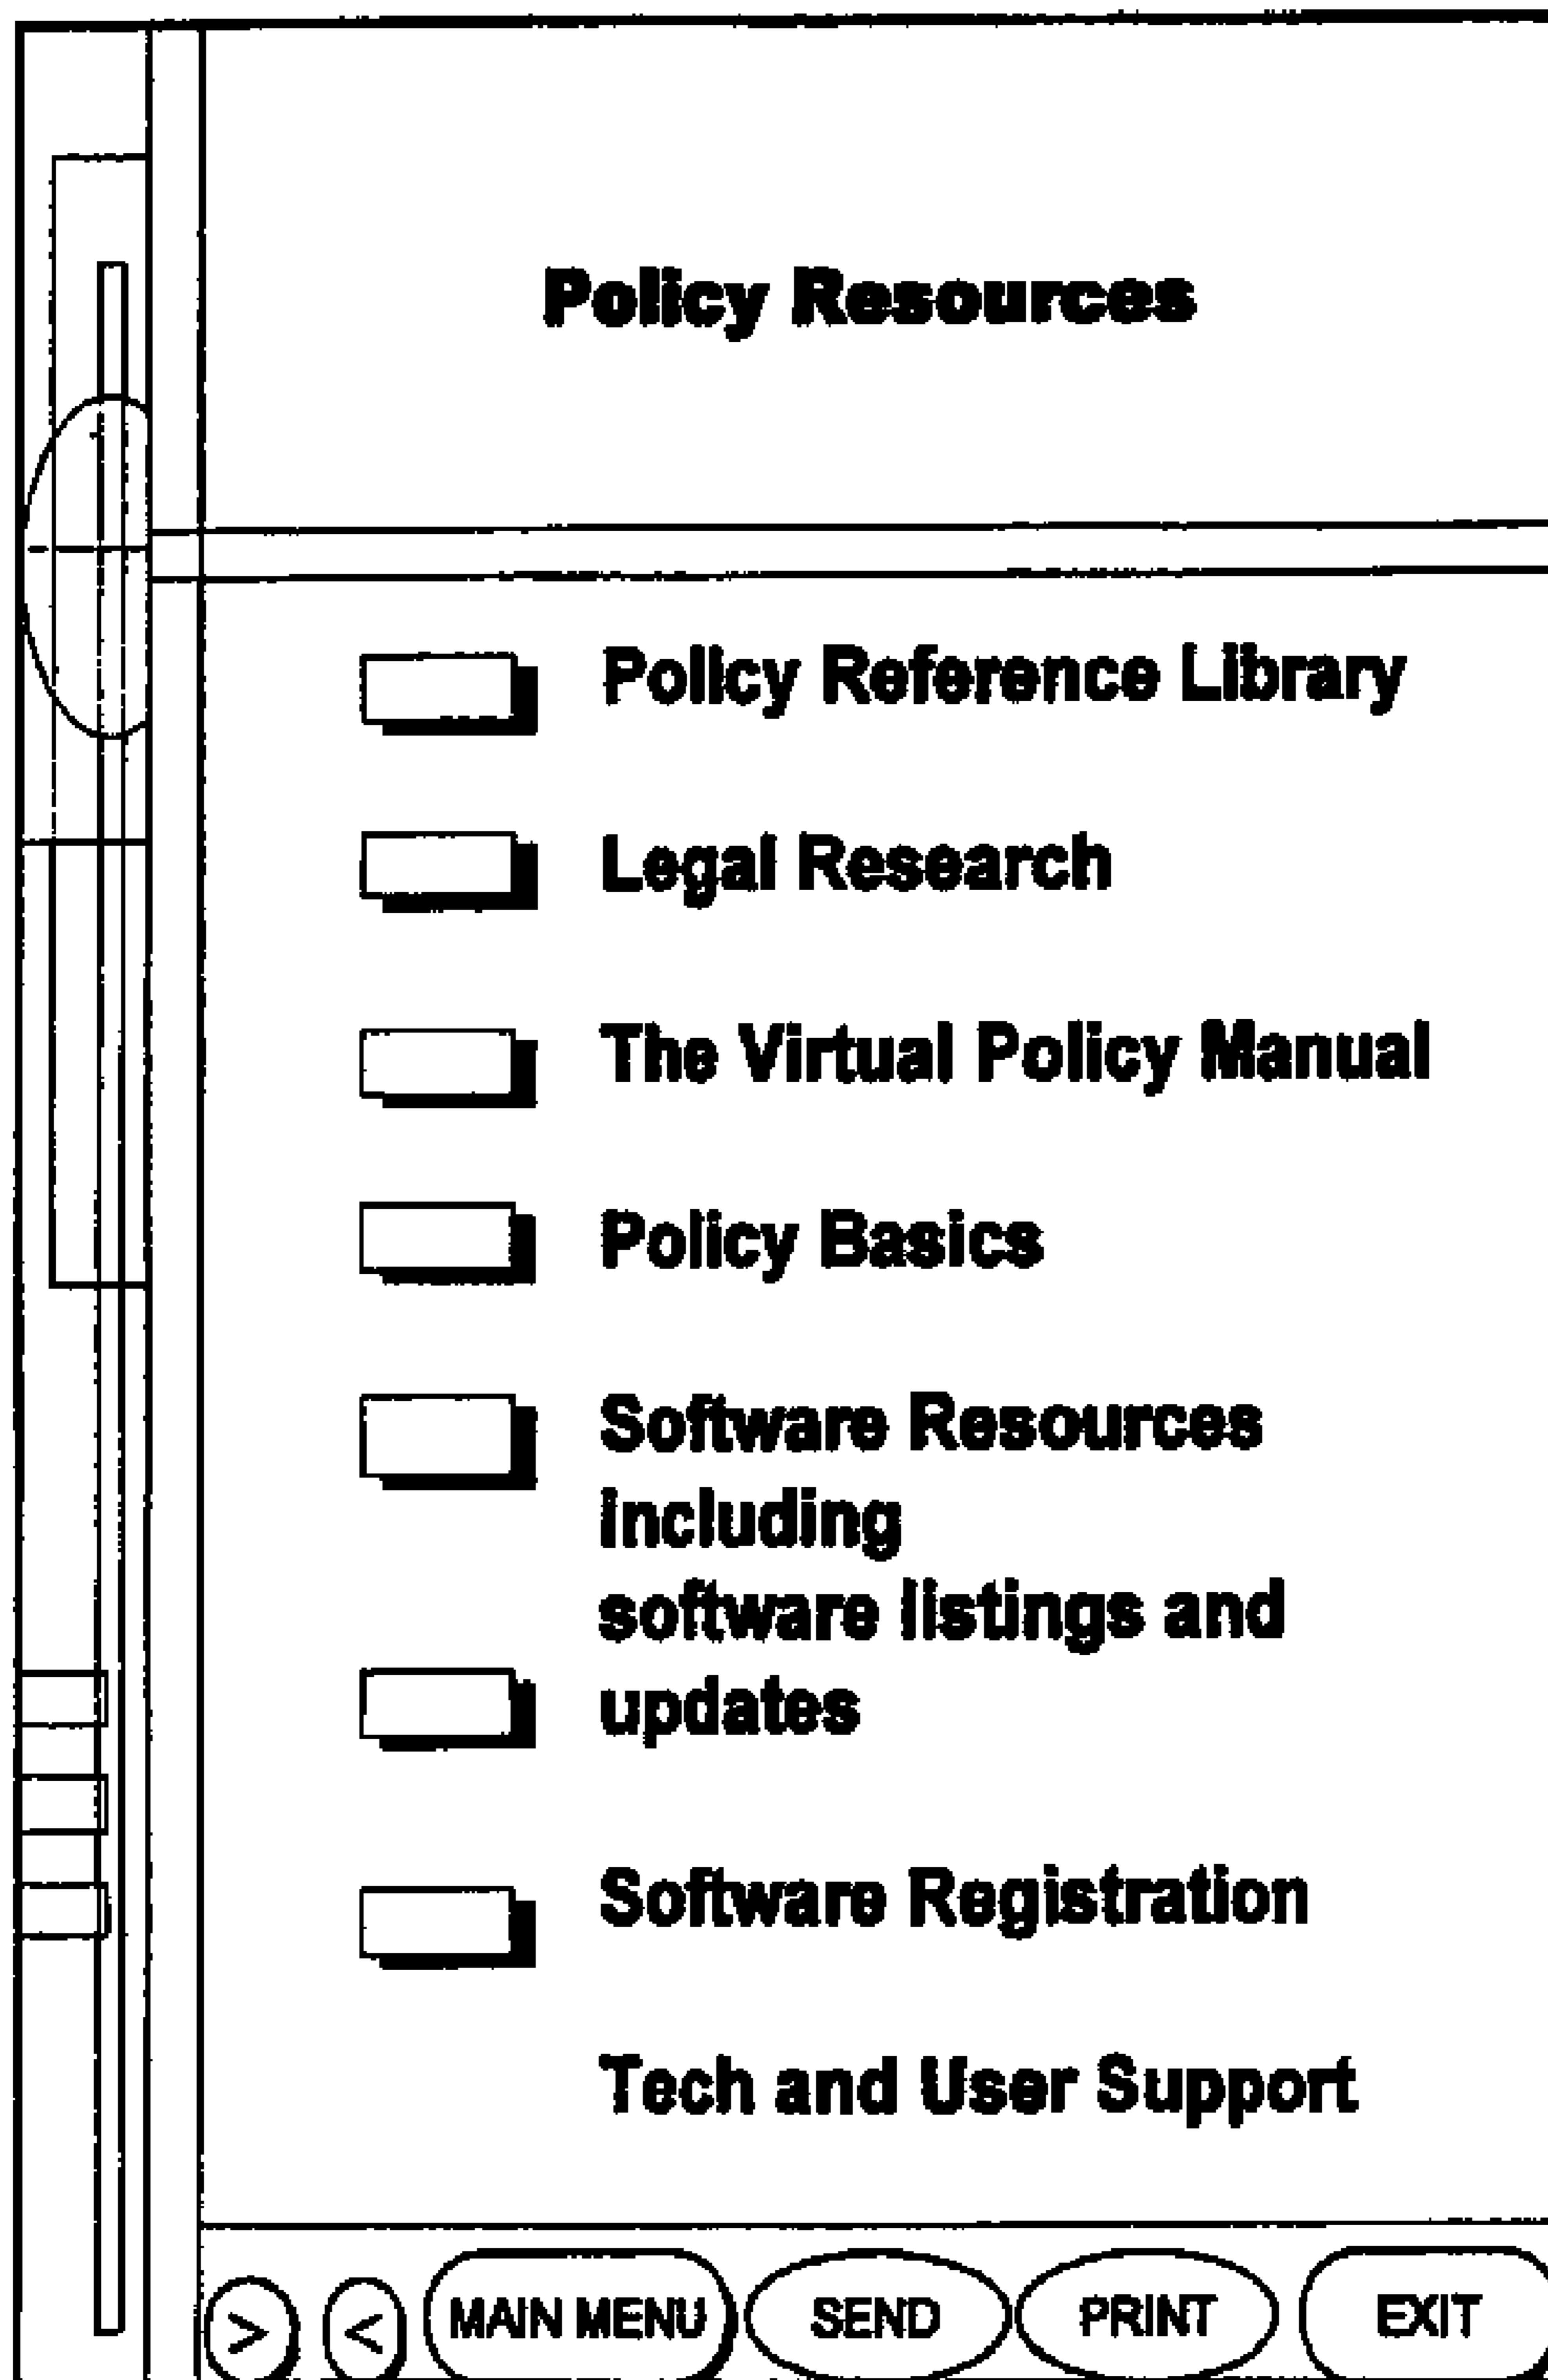 Policy Resources
Policy Reference Library
Legal Research
The Virtual Policy Manual
Policy Basics
Software Resources
including
software listings and
updates
Software Registration
Tech and User Support
> < MAIN MENU SEND PRINT EXIT